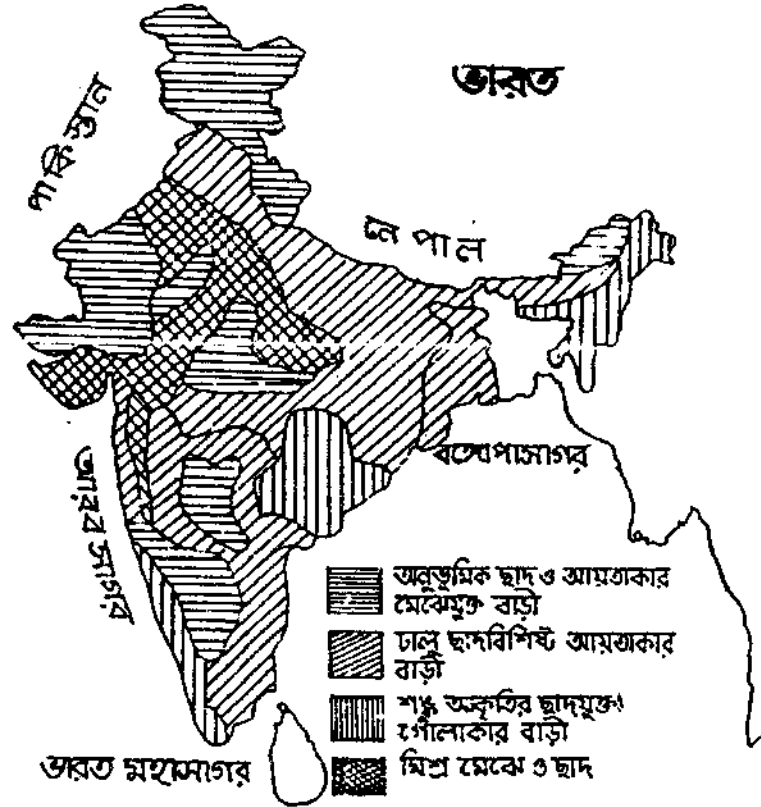 ভারত
পাকিস্তান
নেপাল
বঙ্গোপসাগর
আরব সাগর
অনুভূমিক ছাদ ও আয়তাকার
মেঝেযুক্ত বাড়ী
ঢালু ছাদবিশিষ্ট আয়তাকার
বাড়ী
শঙ্কু আকৃতির ছাদযুক্ত
গোলাকার বাড়ী
মিশ্র মেঝে ও ছাদ
ভারত মহাসাগর